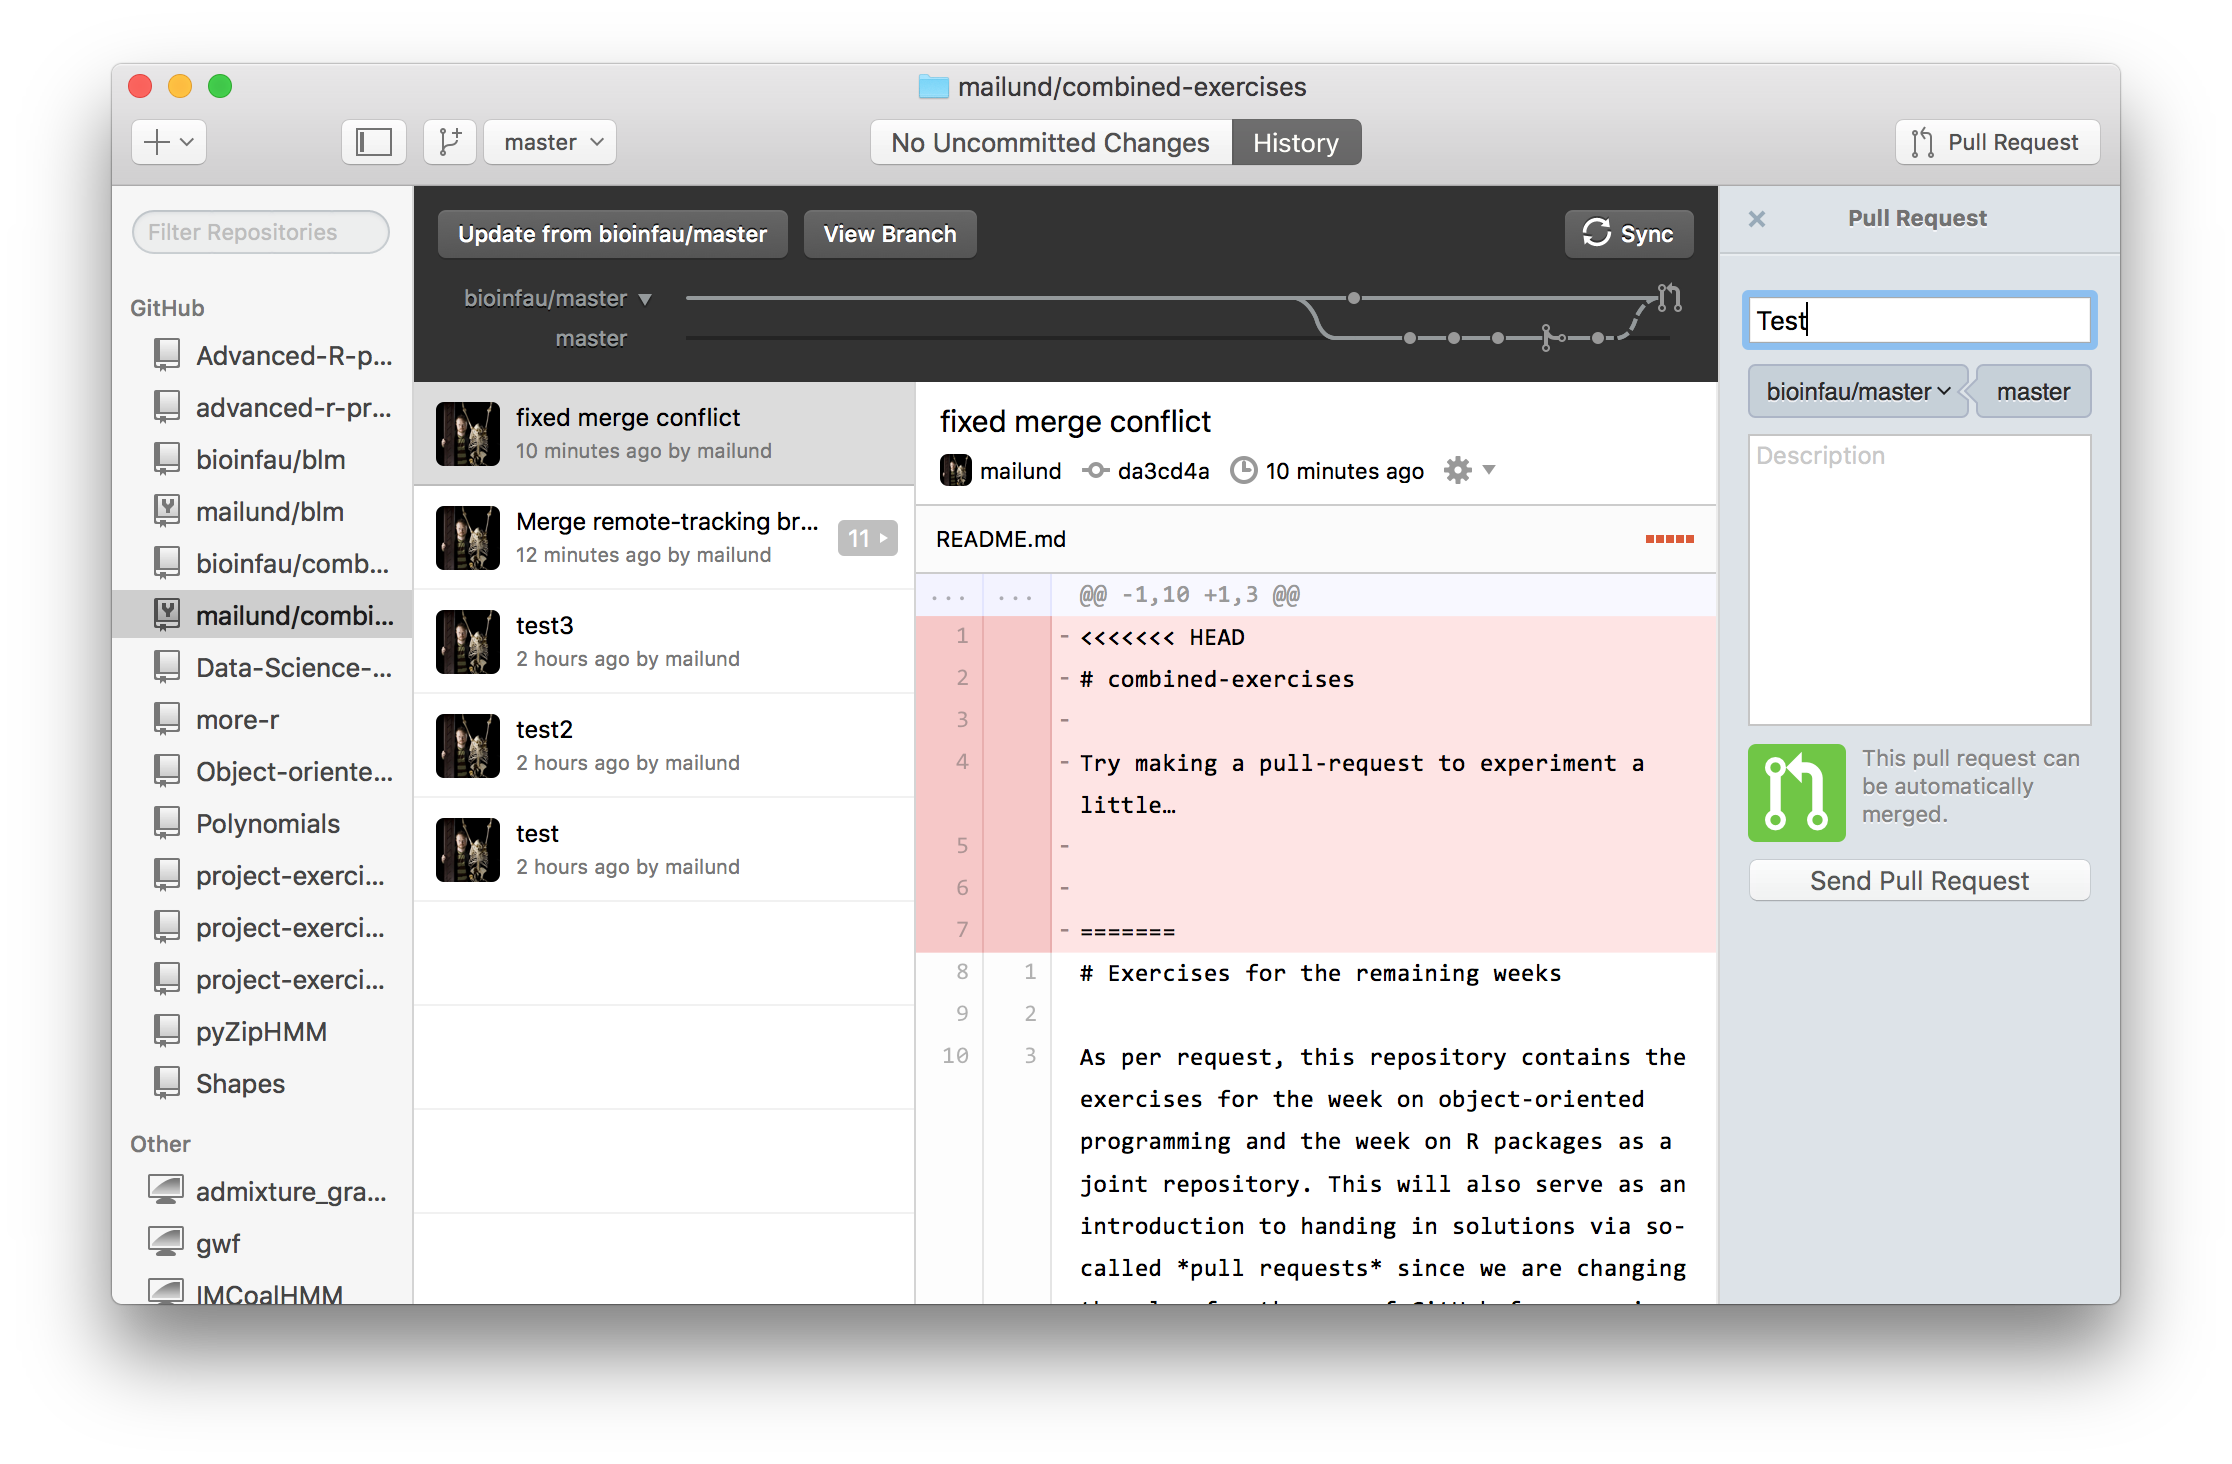 mailund/combined-exercises
master
No Uncommitted Changes
History
Pull Request
Filter Repositories
GitHub
Advanced-R-p...
advanced-r-pr...
bioinfau/blm
mailund/blm
bioinfau/comb...
mailund/combi...
Data-Science-...
more-r
Object-oriente...
Polynomials
project-exerci...
project-exerci...
project-exerci...
pyZipHMM
Shapes
Other
admixture_gra...
gwf
IMCoalHMM
Update from bioinfau/master
View Branch
Sync
bioinfau/master
master
fixed merge conflict
10 minutes ago by mailund
Merge remote-tracking br...
12 minutes ago by mailund
11
test3
2 hours ago by mailund
test2
2 hours ago by mailund
test
2 hours ago by mailund
fixed merge conflict
mailund da3cd4a 10 minutes ago
README.md
... ... @@ -1,10 +1,3 @@
1 - <<<<<<< HEAD
2 - # combined-exercises
3 -
4 - Try making a pull-request to experiment a
little…
5 -
6 -
7 - =======
8 1 # Exercises for the remaining weeks
9 2
10 3 As per request, this repository contains the
exercises for the week on object-oriented
programming and the week on R packages as a
joint repository. This will also serve as an
introduction to handing in solutions via so-
called *pull requests* since we are changing
Pull Request
Test
bioinfau/master
master
Description
This pull request can
be automatically
merged.
Send Pull Request